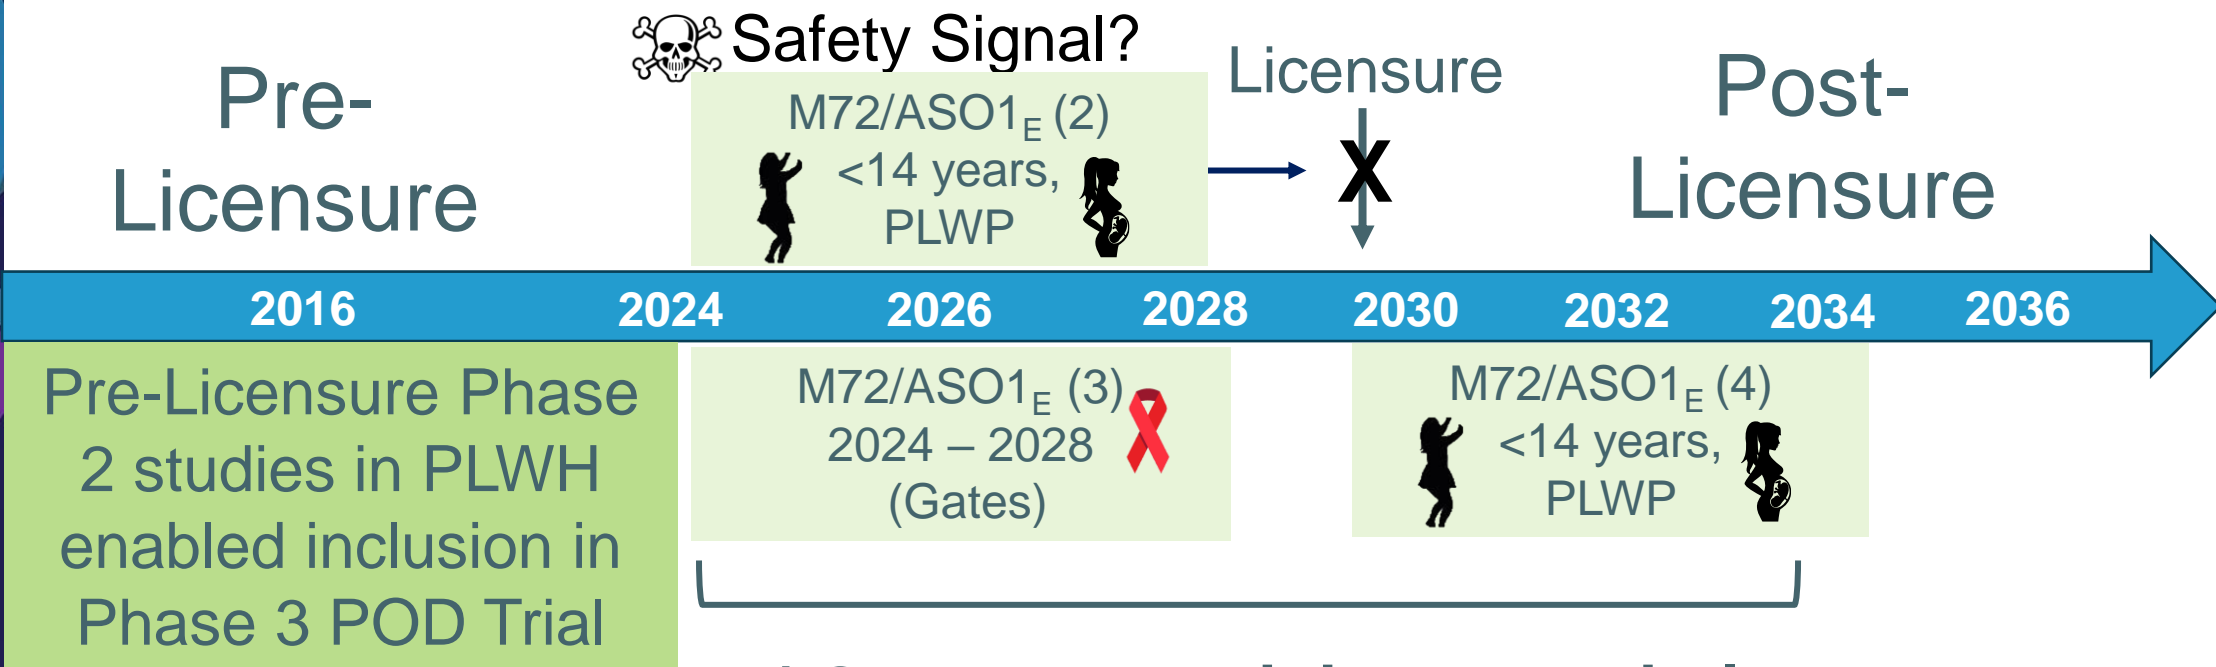 Safety Signal?
Pre-
Licensure
M72/ASO1E (2)
<14 years,
PLWP
Licensure
X
Post-
Licensure
2016 2024 2026 2028 2030 2032 2034 2036
Pre-Licensure Phase
2 studies in PLWH
enabled inclusion in
Phase 3 POD Trial
M72/ASO1E (3)
2024 – 2028
(Gates)
M72/ASO1E (4)
<14 years,
PLWP